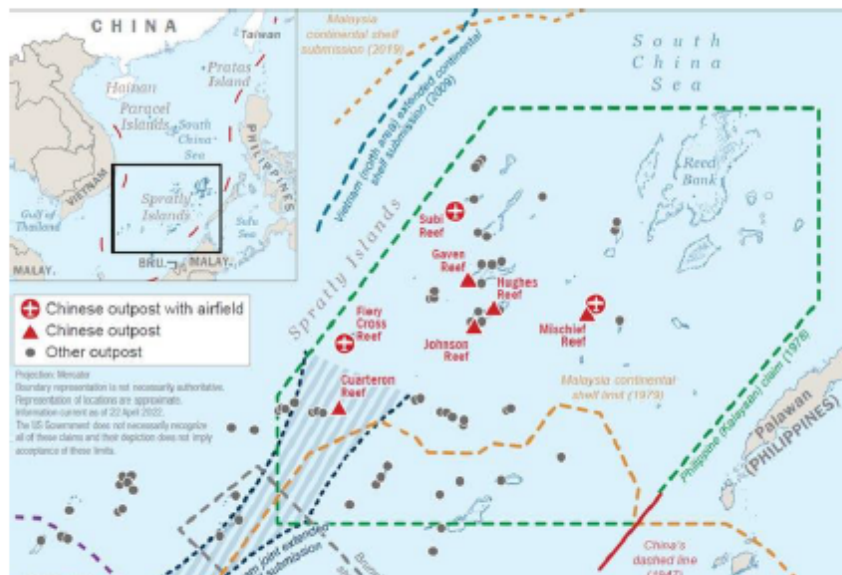 CHINA
Taiwan
Pratas
Island
Hainan
Paracel
Islands
South
China
Sea
PHILIPPINES
VIETNAM
Spratly
Islands
Gulf of
Thailand
Sulu
Sea
BRU.
MALAY.
MALAY.
Malaysia
continental shelf
submission (2019)
Vietnam (north area) extended continental
shelf submission (2009)
South
China
Sea
Reed
Bank
Spratly Islands
Subi
Reef
Gaven
Reef
Hughes
Reef
Fiery
Cross
Reef
Johnson
Reef
Mischief
Reef
Cuarteron
Reef
Chinese outpost with airfield
Chinese outpost
Other outpost
Projection: Mercator
Boundary representation is not necessarily authoritative.
Representation of locations are approximate.
Information current as of 22 April 2022.
The US Government does not necessarily recognize
all of these claims and their depiction does not imply
acceptance of these limits.
Malaysia continental
shelf limit (1979)
Philippine (Kalayaan) claim (1978)
Palawan
(PHILIPPINES)
China's
dashed line
(1947)
joint extended
submission